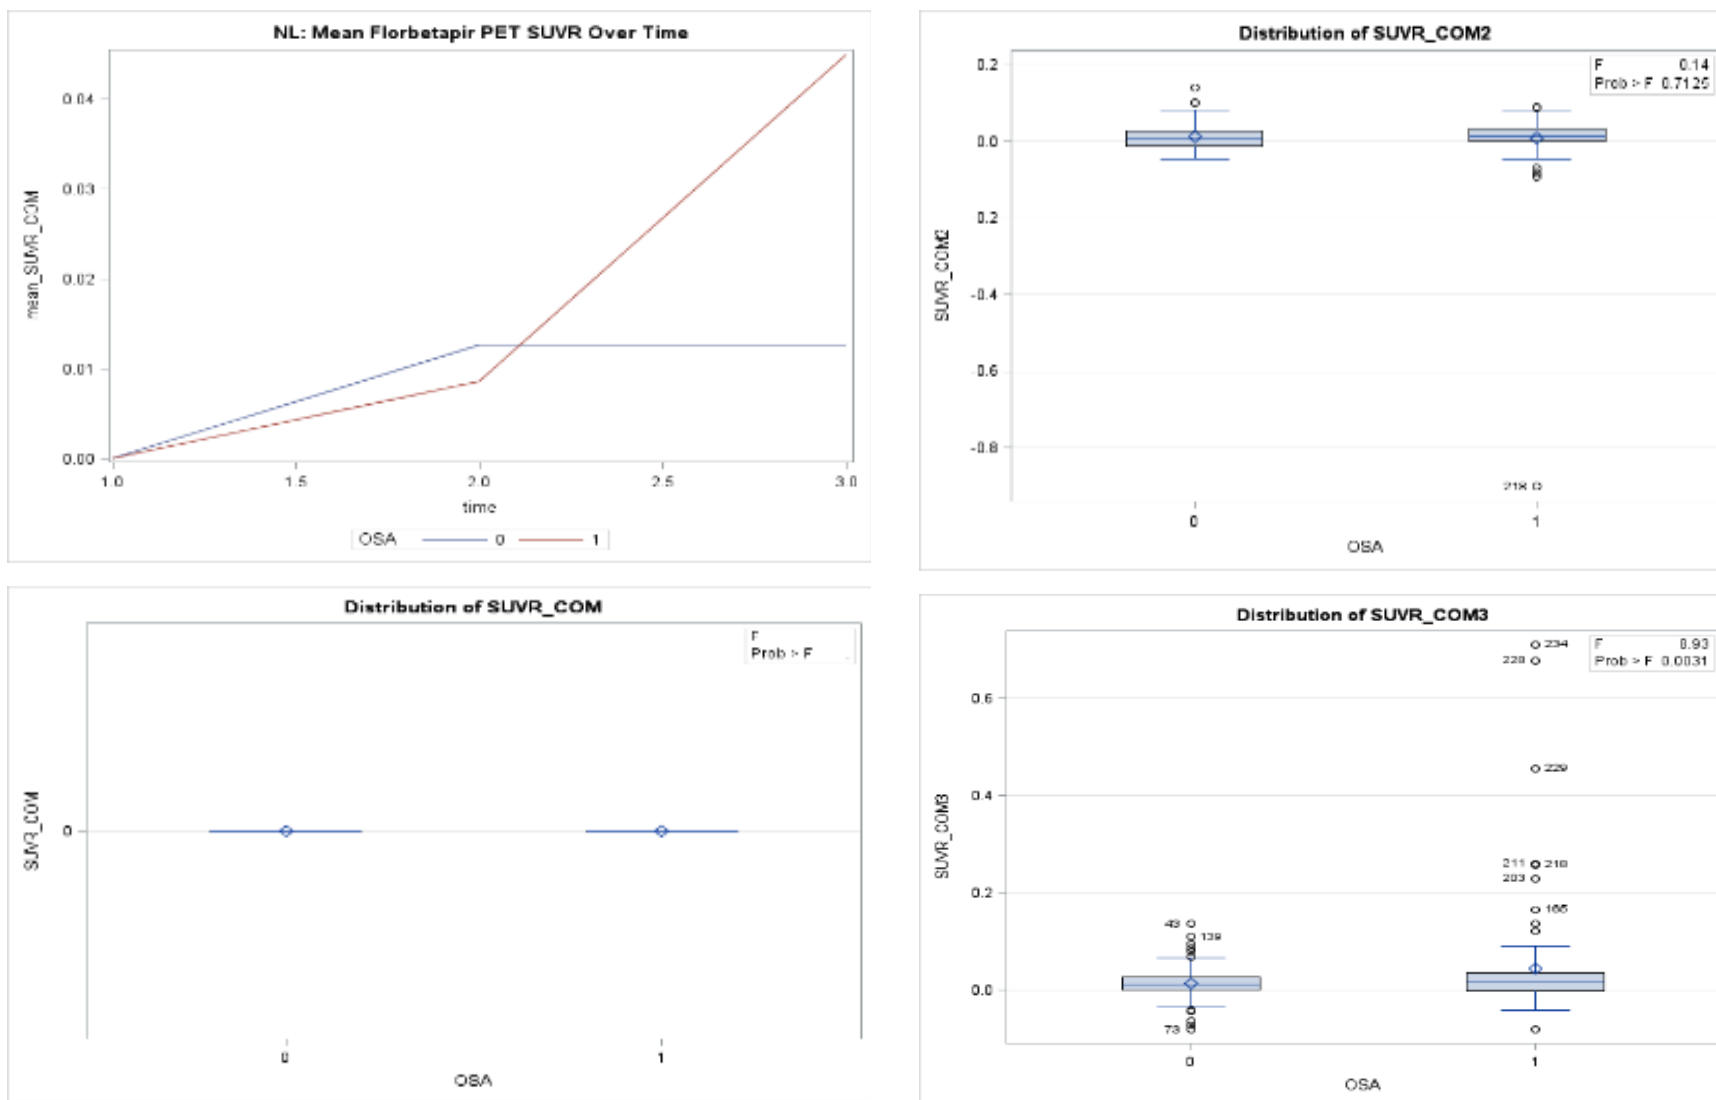 NL: Mean Florbetapir PET SUVR Over Time
mean_SUVR_COM
0.04
0.03
0.02
0.01
0.00
1.0 1.5 2.0 2.5 3.0
time
OSA 0 1
Distribution of SUVR_COM2
F 0.14
Prob > F 0.7125
SUVR_COM2
0.2
0.0
0.2
-0.4
0.6
-0.8
218
0 1
OSA
Distribution of SUVR_COM
F
Prob > F .
SUVR_COM
0
0 1
OSA
Distribution of SUVR_COM3
F 8.93
Prob > F 0.0031
SUVR_COM3
0.6
0.4
0.2
0.0
234
228
229
211 218
203
165
43
139
73
0 1
OSA